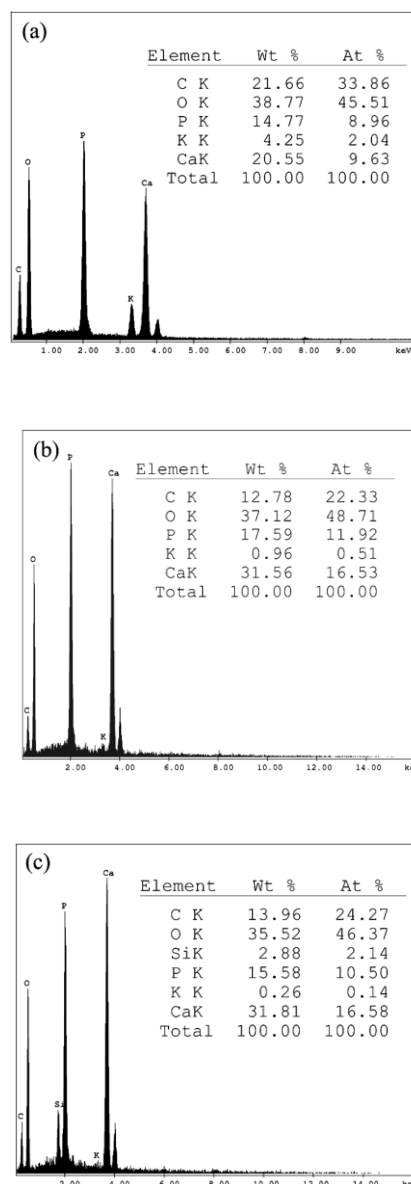 (a)
Element Wt % At %
C K 21.66 33.86
O K 38.77 45.51
P K 14.77 8.96
K K 4.25 2.04
CaK 20.55 9.63
Total 100.00 100.00
P
O
Ca
C
K
1.00 2.00 3.00 4.00 5.00 6.00 7.00 8.00 9.00 keV
(b)
Element Wt % At %
C K 12.78 22.33
O K 37.12 48.71
P K 17.59 11.92
K K 0.96 0.51
CaK 31.56 16.53
Total 100.00 100.00
P
Ca
O
C
K
2.00 4.00 6.00 8.00 10.00 12.00 14.00 ke
(c)
Element Wt % At %
C K 13.96 24.27
O K 35.52 46.37
SiK 2.88 2.14
P K 15.58 10.50
K K 0.26 0.14
CaK 31.81 16.58
Total 100.00 100.00
Ca
P
O
Si
C
K
2.00 4.00 6.00 8.00 10.00 12.00 14.00 ke